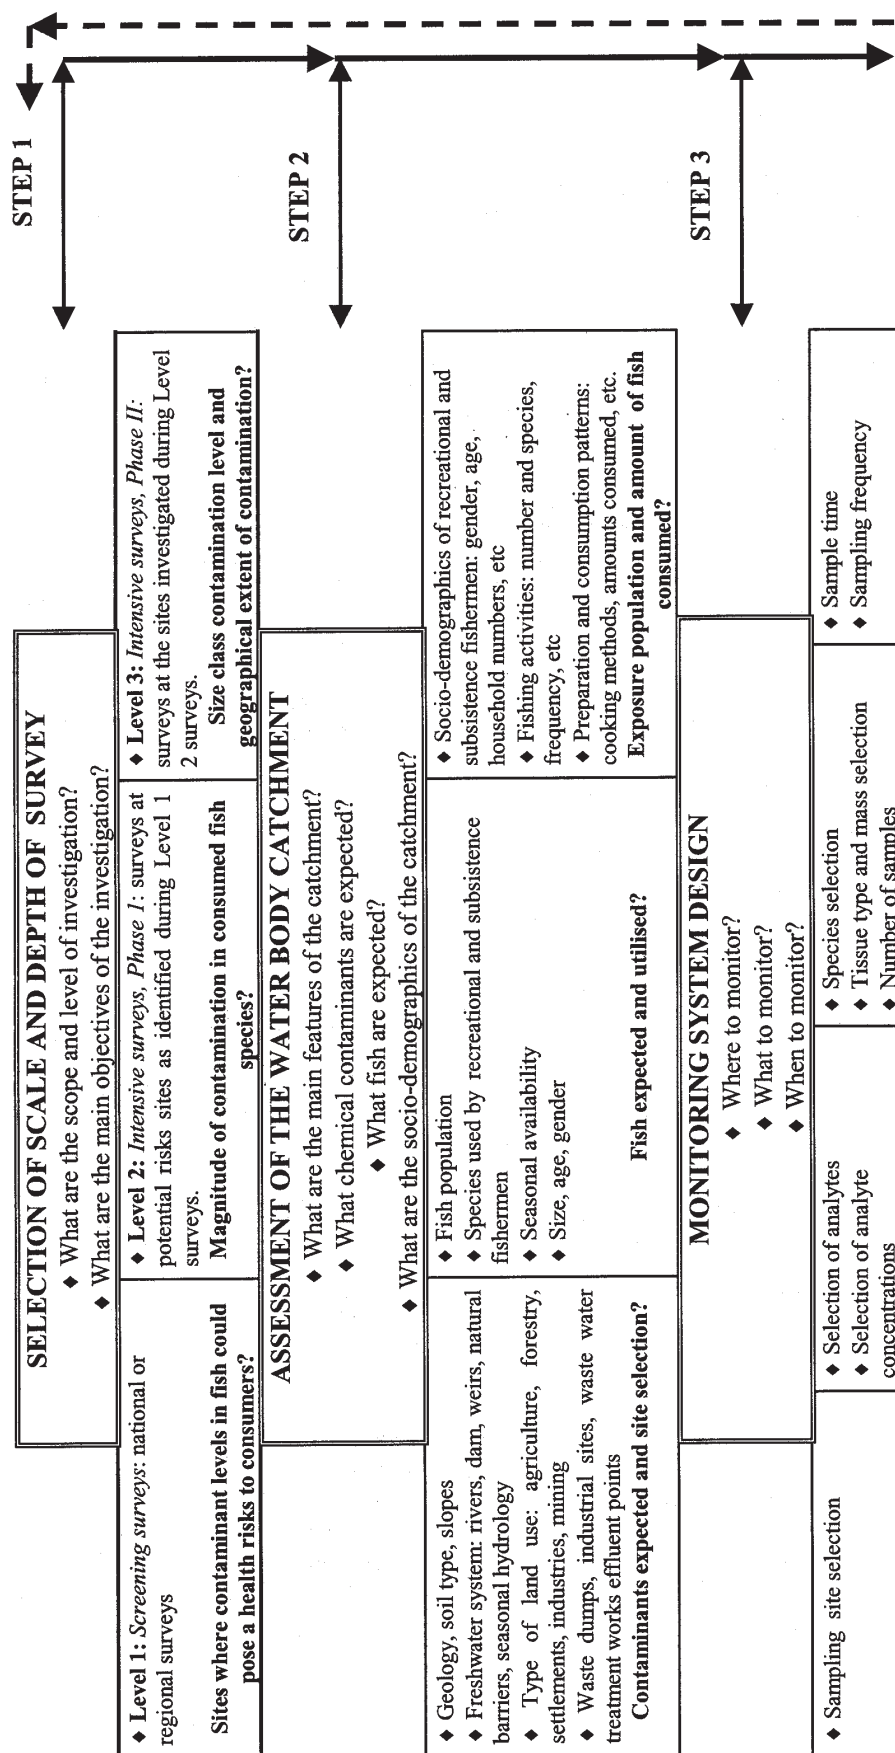 STEP 1
SELECTION OF SCALE AND DEPTH OF SURVEY
♦ What are the scope and level of investigation?
♦ What are the main objectives of the investigation?
♦ Level 1: Screening surveys: national or
regional surveys
Sites where contaminant levels in fish could
pose a health risks to consumers?
♦ Level 2: Intensive surveys, Phase I: surveys at
potential risks sites as identified during Level 1
surveys.
Magnitude of contamination in consumed fish
species?
♦ Level 3: Intensive surveys, Phase II:
surveys at the sites investigated during Level
2 surveys.
Size class contamination level and
geographical extent of contamination?
STEP 2
ASSESSMENT OF THE WATER BODY CATCHMENT
♦ What are the main features of the catchment?
♦ What chemical contaminants are expected?
♦ What fish are expected?
♦ What are the socio-demographics of the catchment?
♦ Geology, soil type, slopes
♦ Freshwater system: rivers, dam, weirs, natural
barriers, seasonal hydrology
♦ Type of land use: agriculture, forestry,
settlements, industries, mining
♦ Waste dumps, industrial sites, waste water
treatment works effluent points
Contaminants expected and site selection?
♦ Fish population
♦ Species used by recreational and subsistence
fishermen
♦ Seasonal availability
♦ Size, age, gender
Fish expected and utilised?
♦ Socio-demographics of recreational and
subsistence fishermen: gender, age,
household numbers, etc
♦ Fishing activities: number and species,
frequency, etc
♦ Preparation and consumption patterns:
cooking methods, amounts consumed, etc.
Exposure population and amount of fish
consumed?
STEP 3
MONITORING SYSTEM DESIGN
♦ Where to monitor?
♦ What to monitor?
♦ When to monitor?
♦ Sampling site selection
♦ Selection of analytes
♦ Selection of analyte
concentrations
♦ Species selection
♦ Tissue type and mass selection
♦ Number of samples
♦ Sample time
♦ Sampling frequency